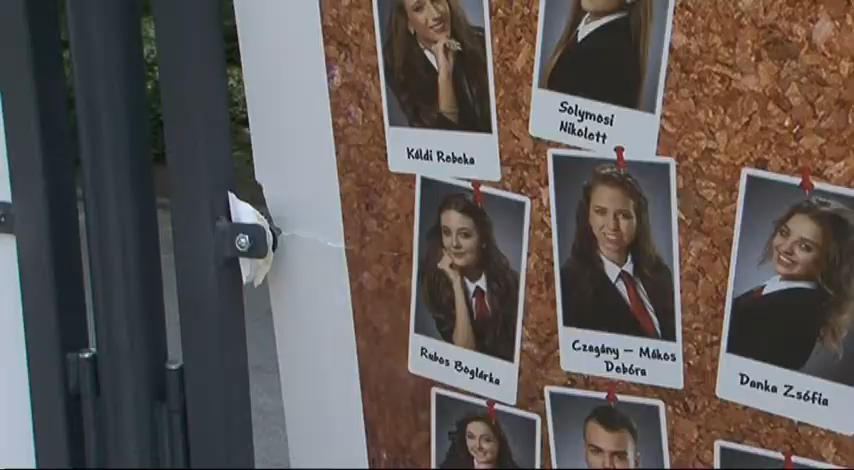 Káldi Rebeka
Solymosi
Nikolett
Rubos Boglárka
Czagány – Mákos
Debóra
Danka Zsófia